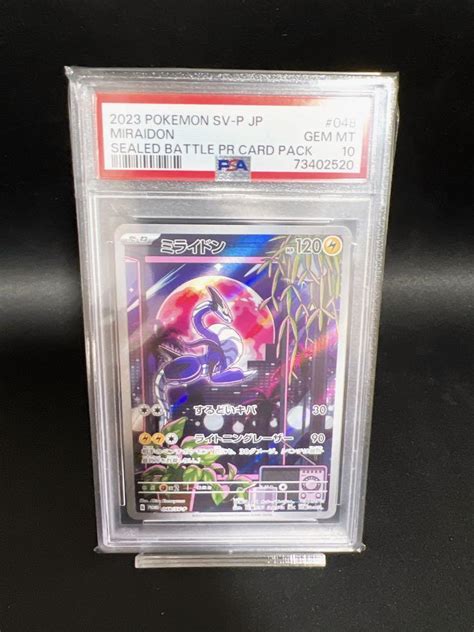 2023 POKEMON SV-P JP #048
MIRAIDON GEM MT
SEALED BATTLE PR CARD PACK 10
PSA 73402520
ミライドン HP 120
するどいキバ 30
ライトニングレーザー 90